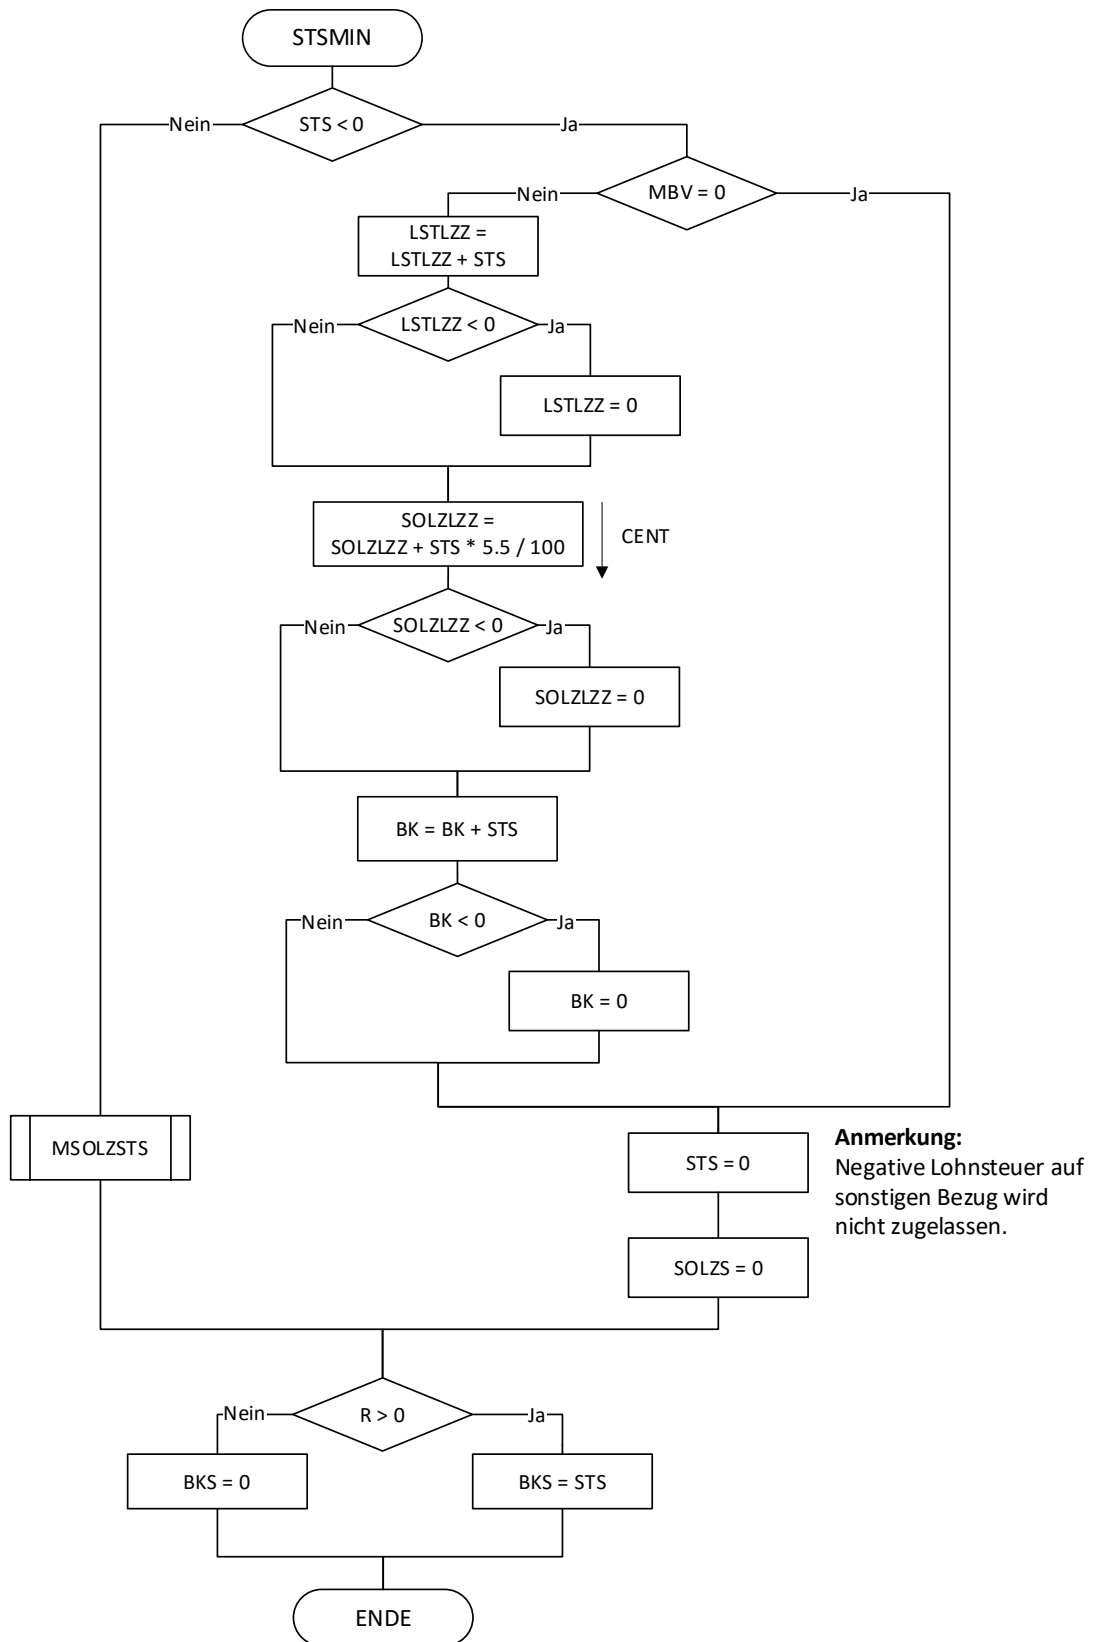 STSMIN
Nein
STS < 0
Ja
Nein
MBV = 0
Ja
LSTLZZ =
LSTLZZ + STS
Nein
LSTLZZ < 0
Ja
LSTLZZ = 0
SOLZLZZ =
SOLZLZZ + STS * 5.5 / 100
CENT
Nein
SOLZLZZ < 0
Ja
SOLZLZZ = 0
BK = BK + STS
Nein
BK < 0
Ja
BK = 0
MSOLZSTS
STS = 0
Anmerkung:
Negative Lohnsteuer auf
sonstigen Bezug wird
nicht zugelassen.
SOLZS = 0
Nein
R > 0
Ja
BKS = 0
BKS = STS
ENDE